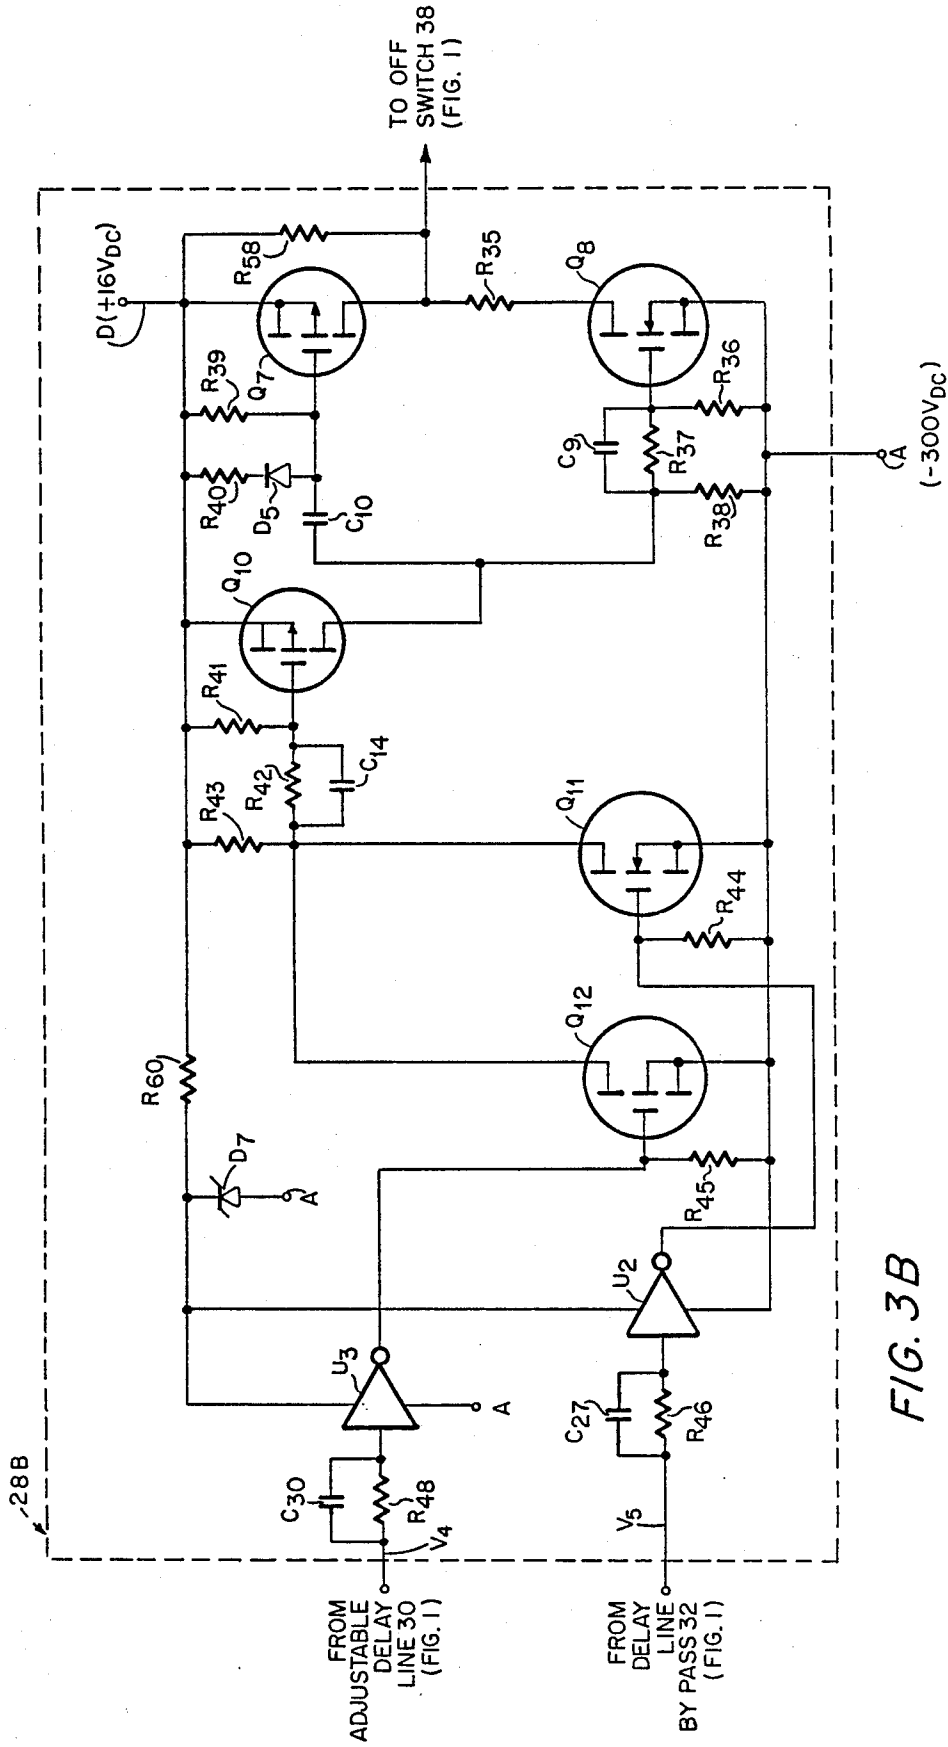 28B
D(+16VDC)
R60
R43
R41
Q10
R40
R39
Q7
R58
D5
C10
TO OFF
SWITCH 38
(FIG. 1)
D7
A
R42
C14
R35
U3
C30
R48
V4
FROM
ADJUSTABLE
DELAY
LINE 30
(FIG. 1)
A
Q12
Q11
C9
R37
Q8
R38
R36
R45
R44
U2
C27
R46
V5
FROM
DELAY
LINE
BY PASS 32
(FIG. 1)
A
(-300VDC)
FIG. 3B